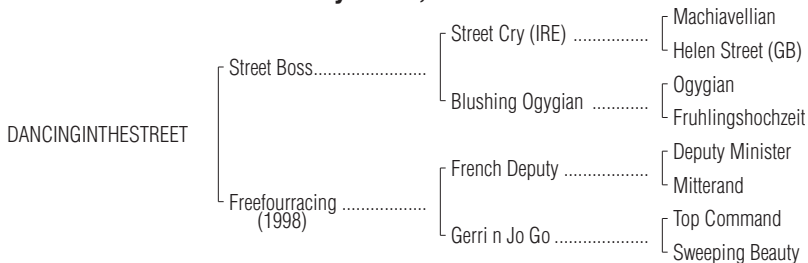 Machiavellian
Street Cry (IRE) ................
Helen Street (GB)
Street Boss........................
Ogygian
Blushing Ogygian ............
Fruhlingshochzeit
DANCINGINTHESTREET
Deputy Minister
French Deputy ................
Mitterand
Freefourracing ................
(1998)
Top Command
Gerri n Jo Go ..................
Sweeping Beauty